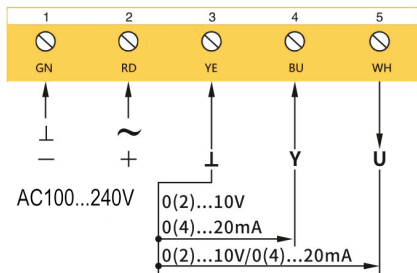 1 2 3 4 5
GN RD YE BU WH
⊥ ~ ⊥ Y U
− +
AC100...240V
0(2)...10V
0(4)...20mA
0(2)...10V/0(4)...20mA